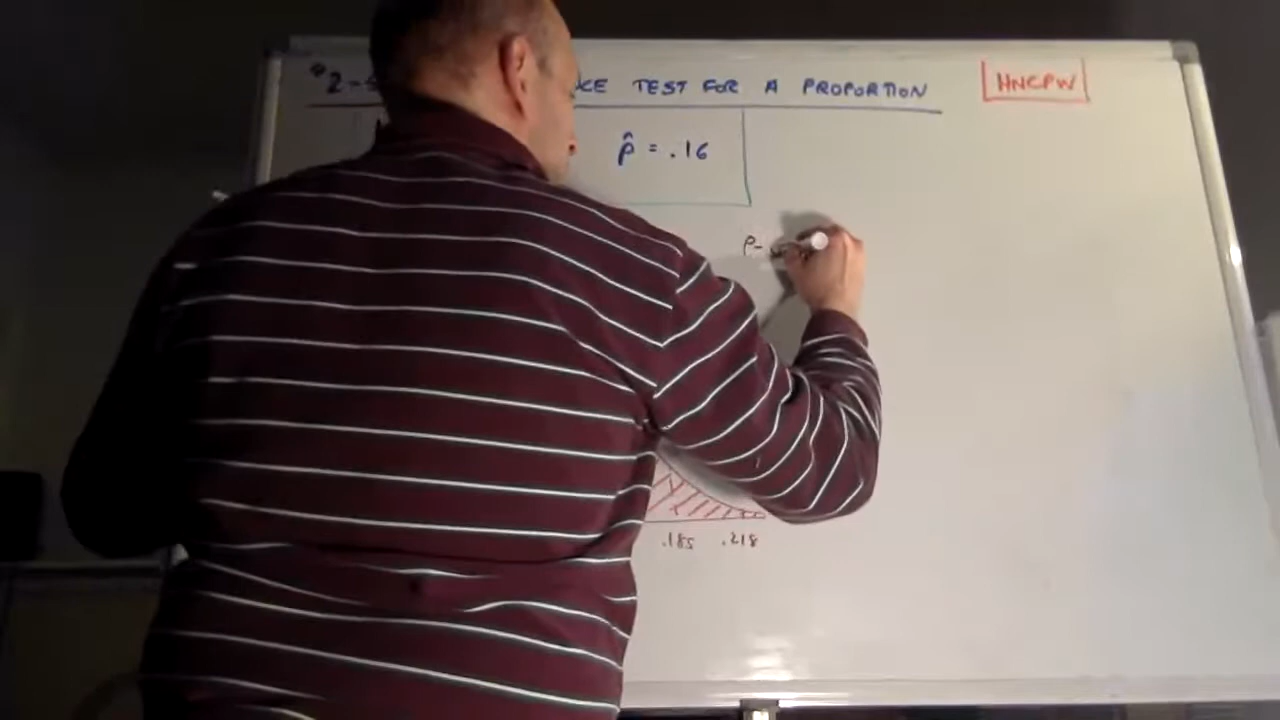 2-S CE TEST FOR A PROPORTION
HNCPW
p̂ = .16
P-
.185 .218